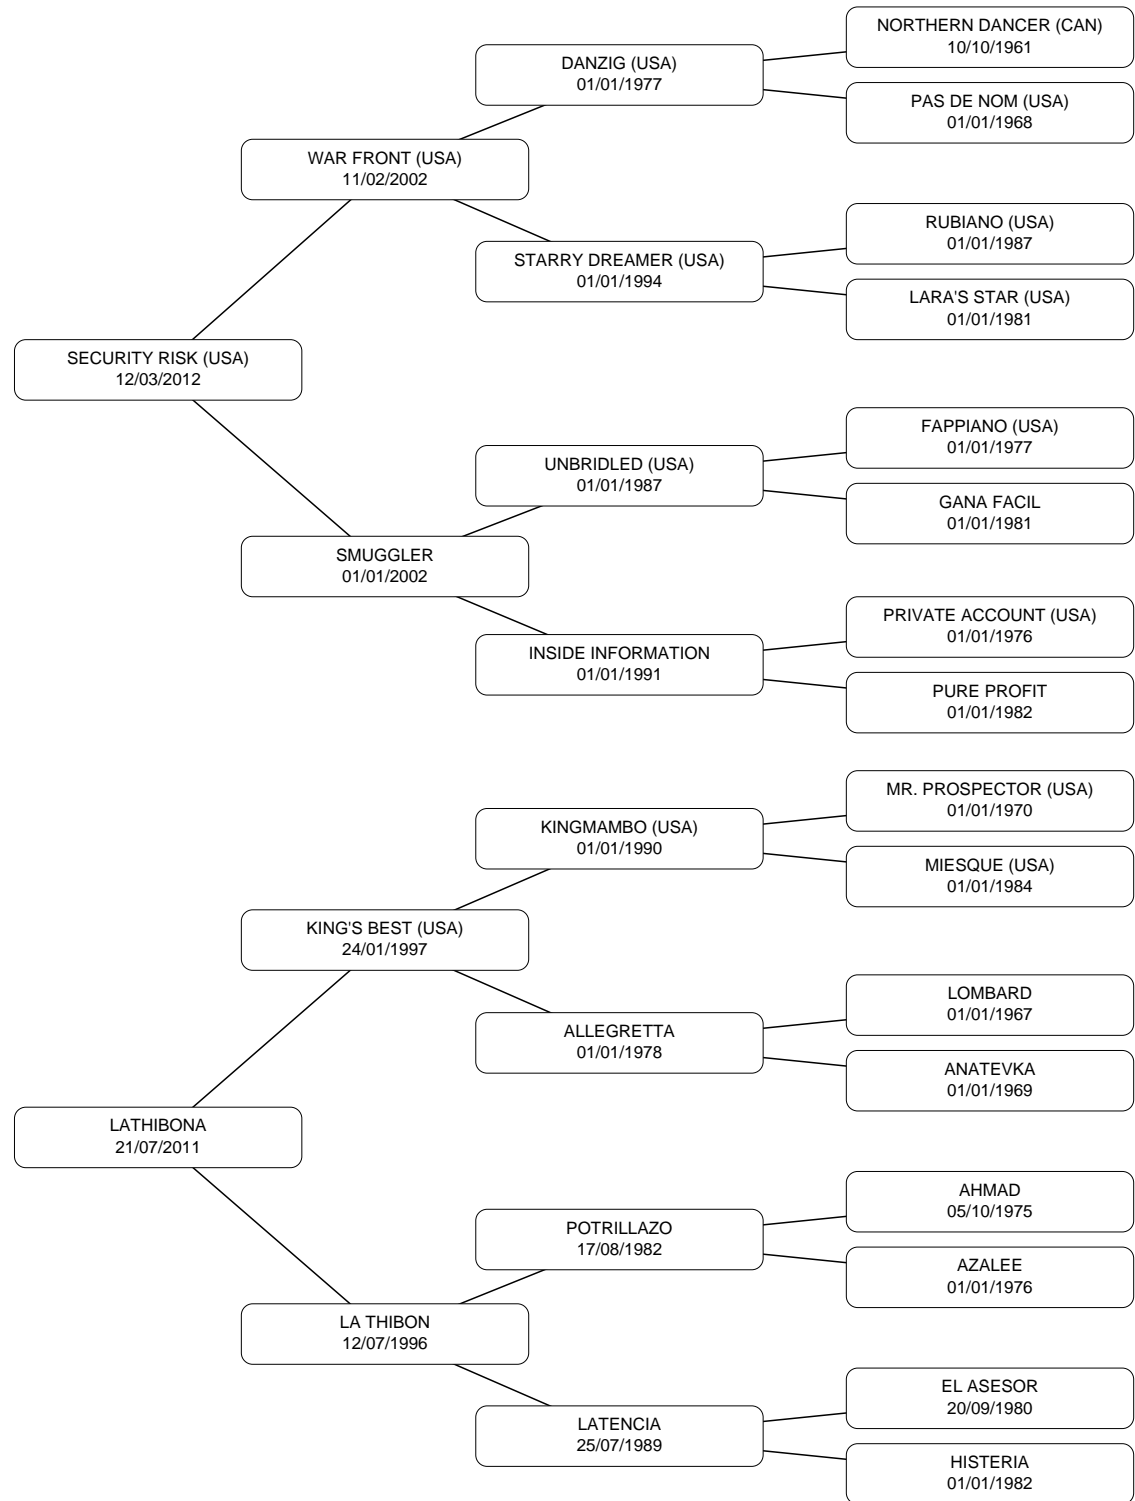 NORTHERN DANCER (CAN)
10/10/1961
DANZIG (USA)
01/01/1977
PAS DE NOM (USA)
01/01/1968
WAR FRONT (USA)
11/02/2002
RUBIANO (USA)
01/01/1987
STARRY DREAMER (USA)
01/01/1994
LARA'S STAR (USA)
01/01/1981
SECURITY RISK (USA)
12/03/2012
FAPPIANO (USA)
01/01/1977
UNBRIDLED (USA)
01/01/1987
GANA FACIL
01/01/1981
SMUGGLER
01/01/2002
PRIVATE ACCOUNT (USA)
01/01/1976
INSIDE INFORMATION
01/01/1991
PURE PROFIT
01/01/1982
MR. PROSPECTOR (USA)
01/01/1970
KINGMAMBO (USA)
01/01/1990
MIESQUE (USA)
01/01/1984
KING'S BEST (USA)
24/01/1997
LOMBARD
01/01/1967
ALLEGRETTA
01/01/1978
ANATEVKA
01/01/1969
LATHIBONA
21/07/2011
AHMAD
05/10/1975
POTRILLAZO
17/08/1982
AZALEE
01/01/1976
LA THIBON
12/07/1996
EL ASESOR
20/09/1980
LATENCIA
25/07/1989
HISTERIA
01/01/1982